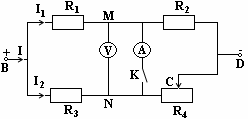 I₁ R₁ M R₂
+ I V A -
B K C D
I₂ R₃ N R₄